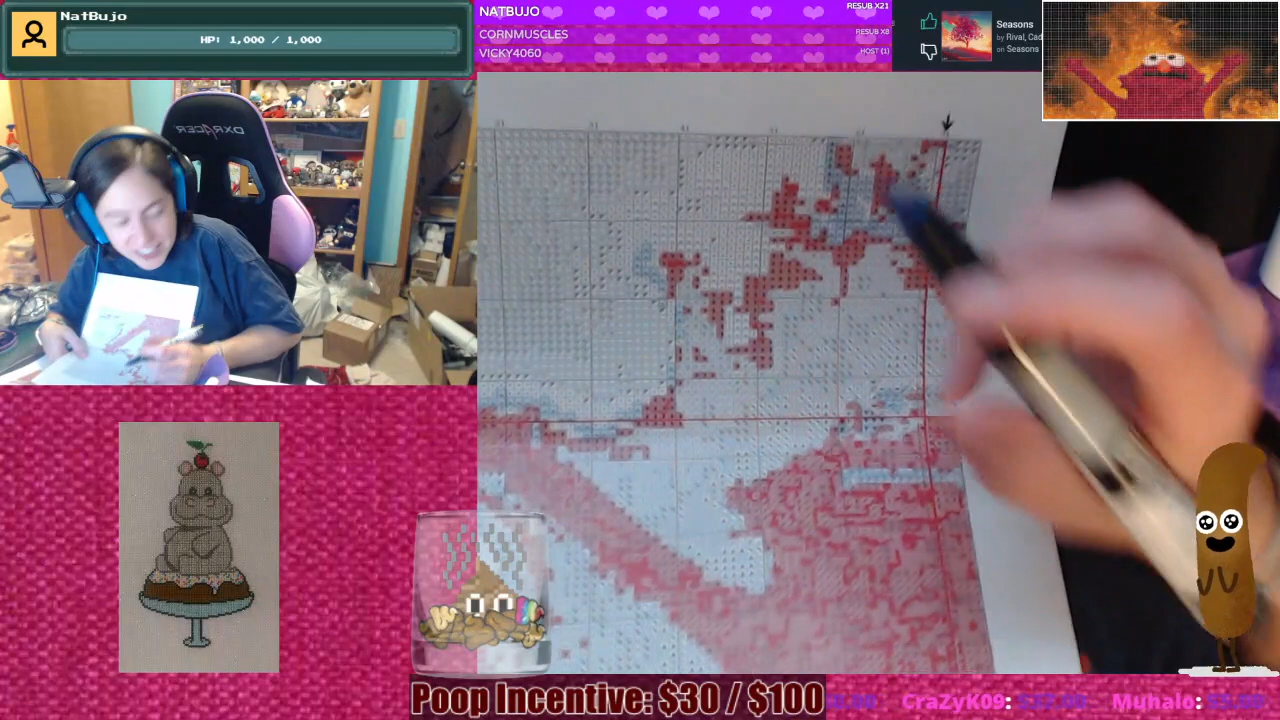 NatBujo
HP: 1,000 / 1,000
NATBUJO
RESUB X21
CORNMUSCLES
RESUB X8
VICKY4060
HOST (1)
Seasons
by Rival, Cad
on Seasons
DXRACER
Poop Incentive: $30 / $100
CraZyK09:
Muhalo: